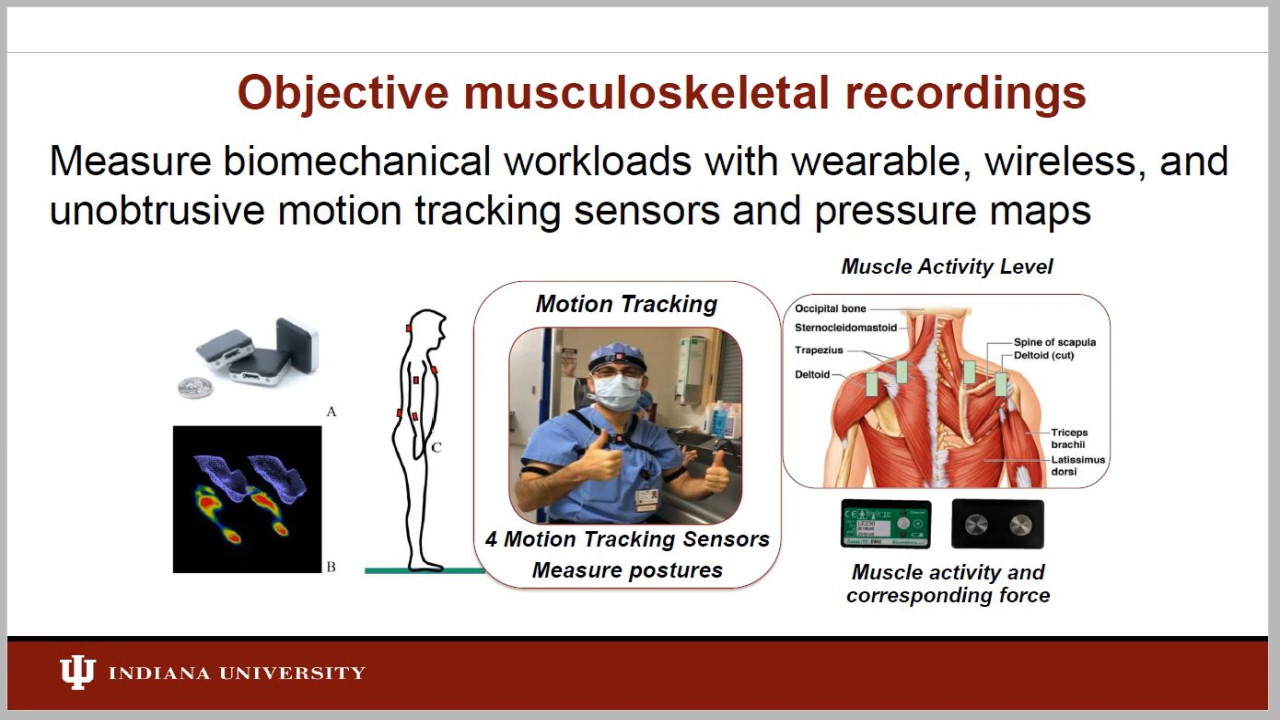 Objective musculoskeletal recordings
Measure biomechanical workloads with wearable, wireless, and
unobtrusive motion tracking sensors and pressure maps
A
B
C
Motion Tracking
4 Motion Tracking Sensors
Measure postures
Muscle Activity Level
Occipital bone
Sternocleidomastoid
Trapezius
Deltoid
Spine of scapula
Deltoid (cut)
Triceps
brachii
Latissimus
dorsi
Muscle activity and
corresponding force
INDIANA UNIVERSITY